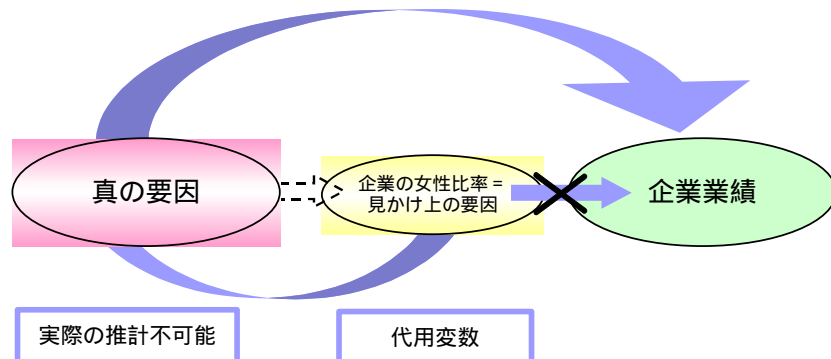 真の要因
企業の女性比率＝
見かけ上の要因
企業業績
実際の推計不可能
代用変数